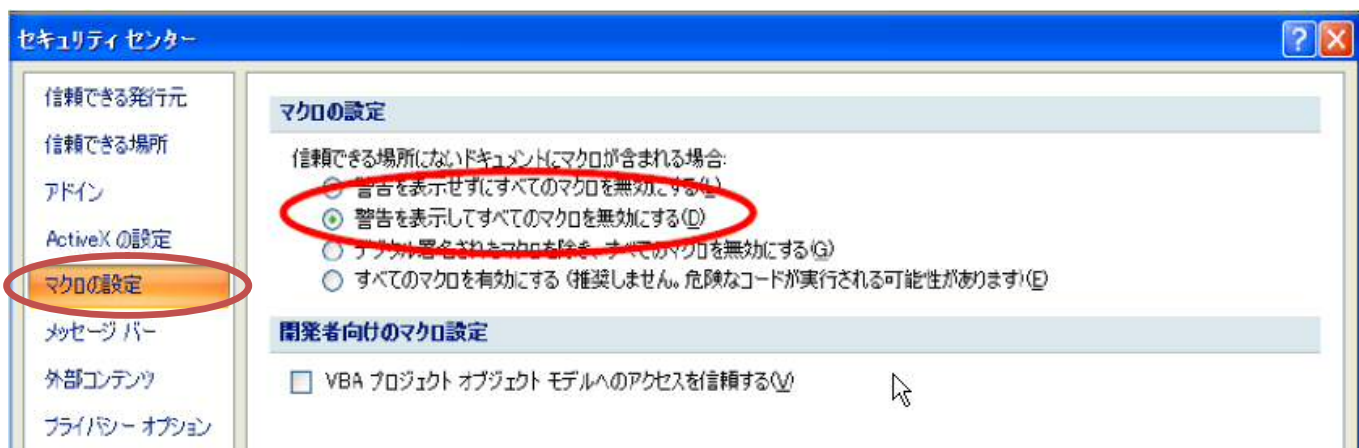 セキュリティ センター
信頼できる発行元
信頼できる場所
アドイン
ActiveX の設定
マクロの設定
メッセージ バー
外部コンテンツ
プライバシー オプション
マクロの設定
信頼できる場所にないドキュメントにマクロが含まれる場合:
警告を表示せずにすべてのマクロを無効にする(L)
警告を表示してすべてのマクロを無効にする(D)
デジタル署名されたマクロを除き、すべてのマクロを無効にする(G)
すべてのマクロを有効にする (推奨しません。危険なコードが実行される可能性があります)(E)
開発者向けのマクロ設定
VBA プロジェクト オブジェクト モデルへのアクセスを信頼する(V)